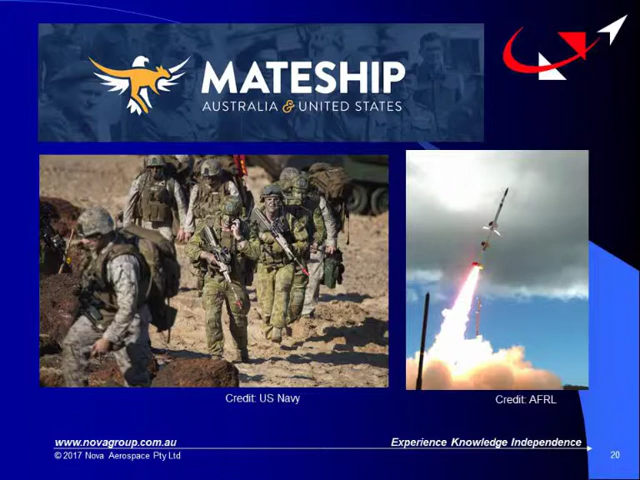 MATESHIP
AUSTRALIA & UNITED STATES
Credit: US Navy
Credit: AFRL
www.novagroup.com.au
Experience Knowledge Independence
© 2017 Nova Aerospace Pty Ltd
20